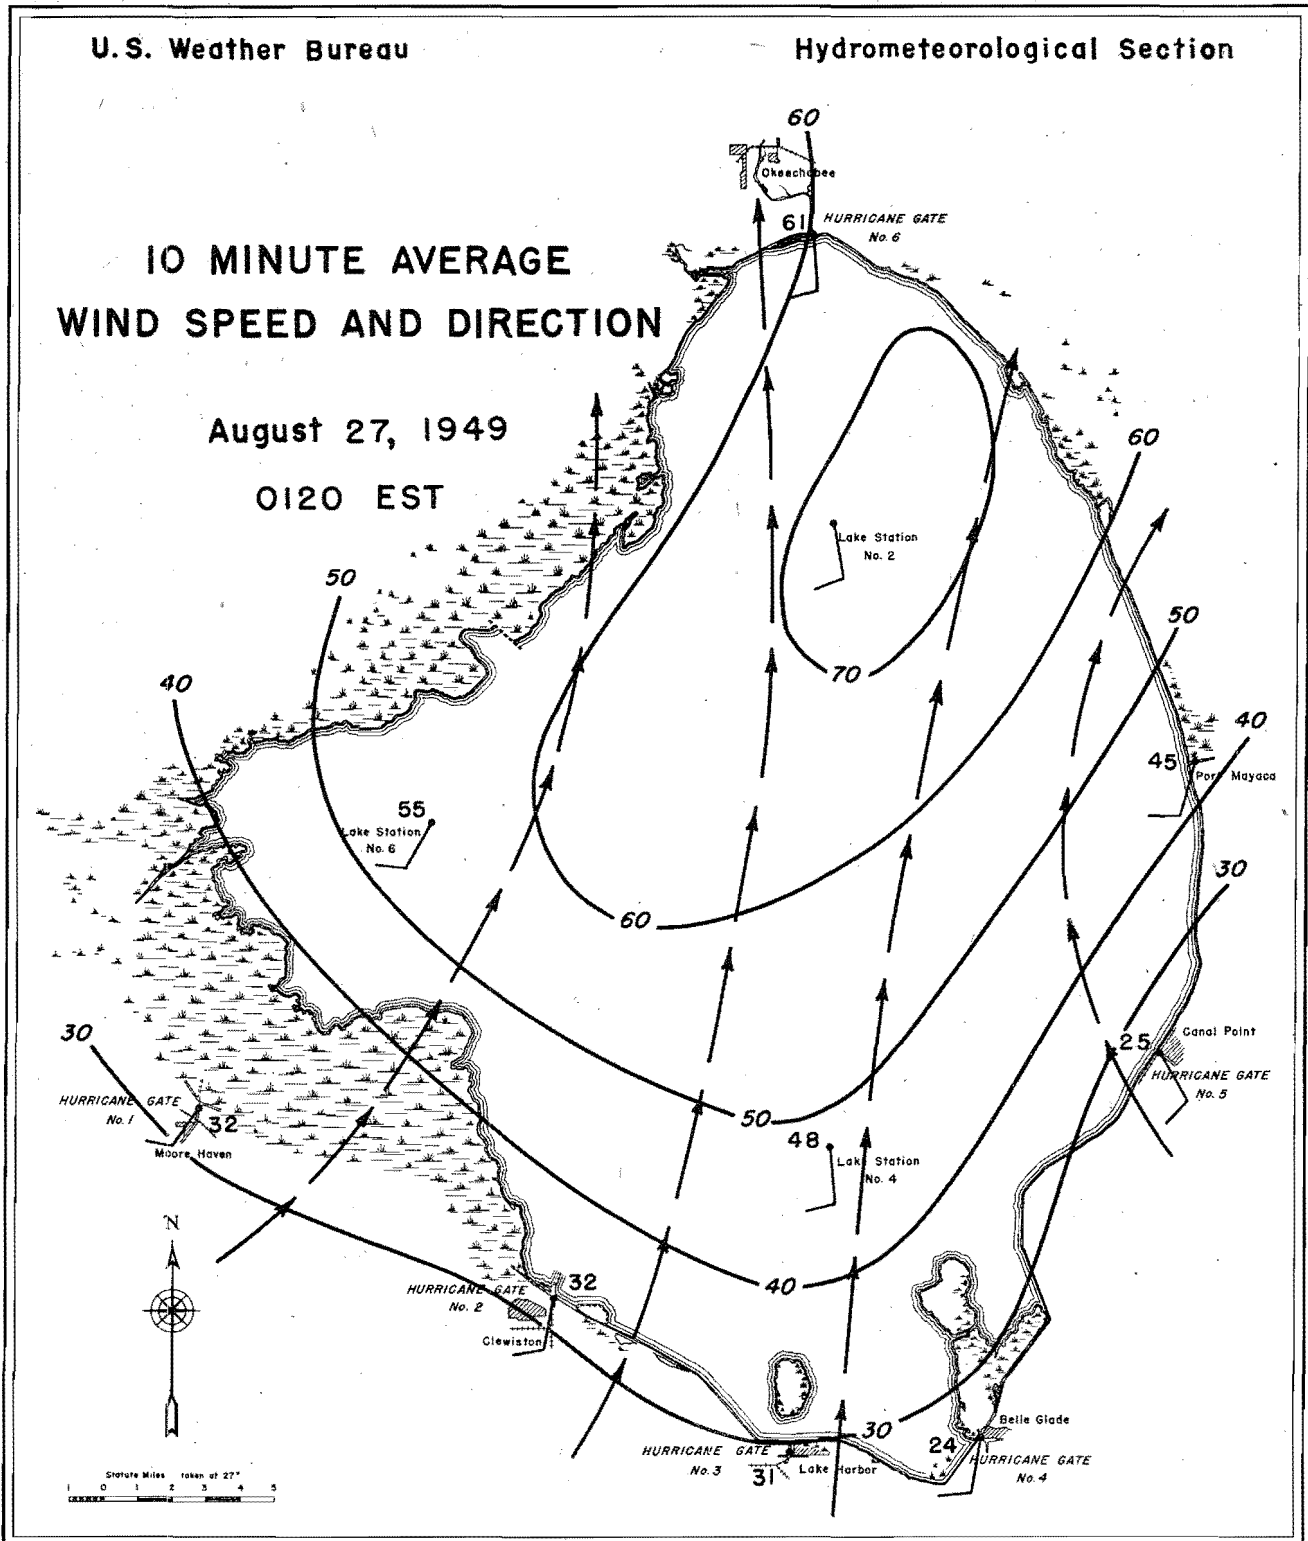 U.S. Weather Bureau
Hydrometeorological Section
60
Okeechobee
61
HURRICANE GATE
No. 6
10 MINUTE AVERAGE
WIND SPEED AND DIRECTION
August 27, 1949
0120 EST
60
Lake Station
No. 2
50
50
70
40
40
45
Port Mayaca
55
Lake Station
No. 6
30
60
30
25
Canal Point
HURRICANE GATE
No. 5
HURRICANE GATE
No. 1
32
Moore Haven
50
48
Lake Station
No. 4
N
40
32
HURRICANE GATE
No. 2
Clewiston
30
Belle Glade
24
HURRICANE GATE
No. 4
HURRICANE GATE
No. 3
31
Lake Harbor
Statute Miles taken at 27°
1 0 1 2 3 4 5